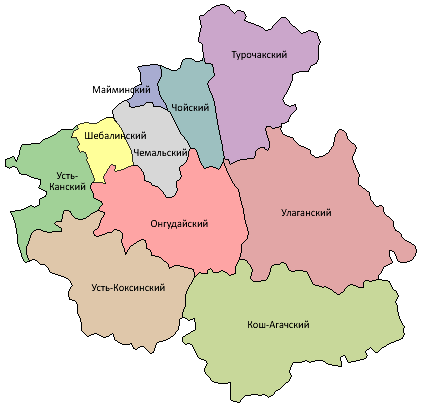 Турочакский
Майминский
Чойский
Шебалинский
Чемальский
Усть-
Канский
Онгудайский
Улаганский
Усть-Коксинский
Кош-Агачский